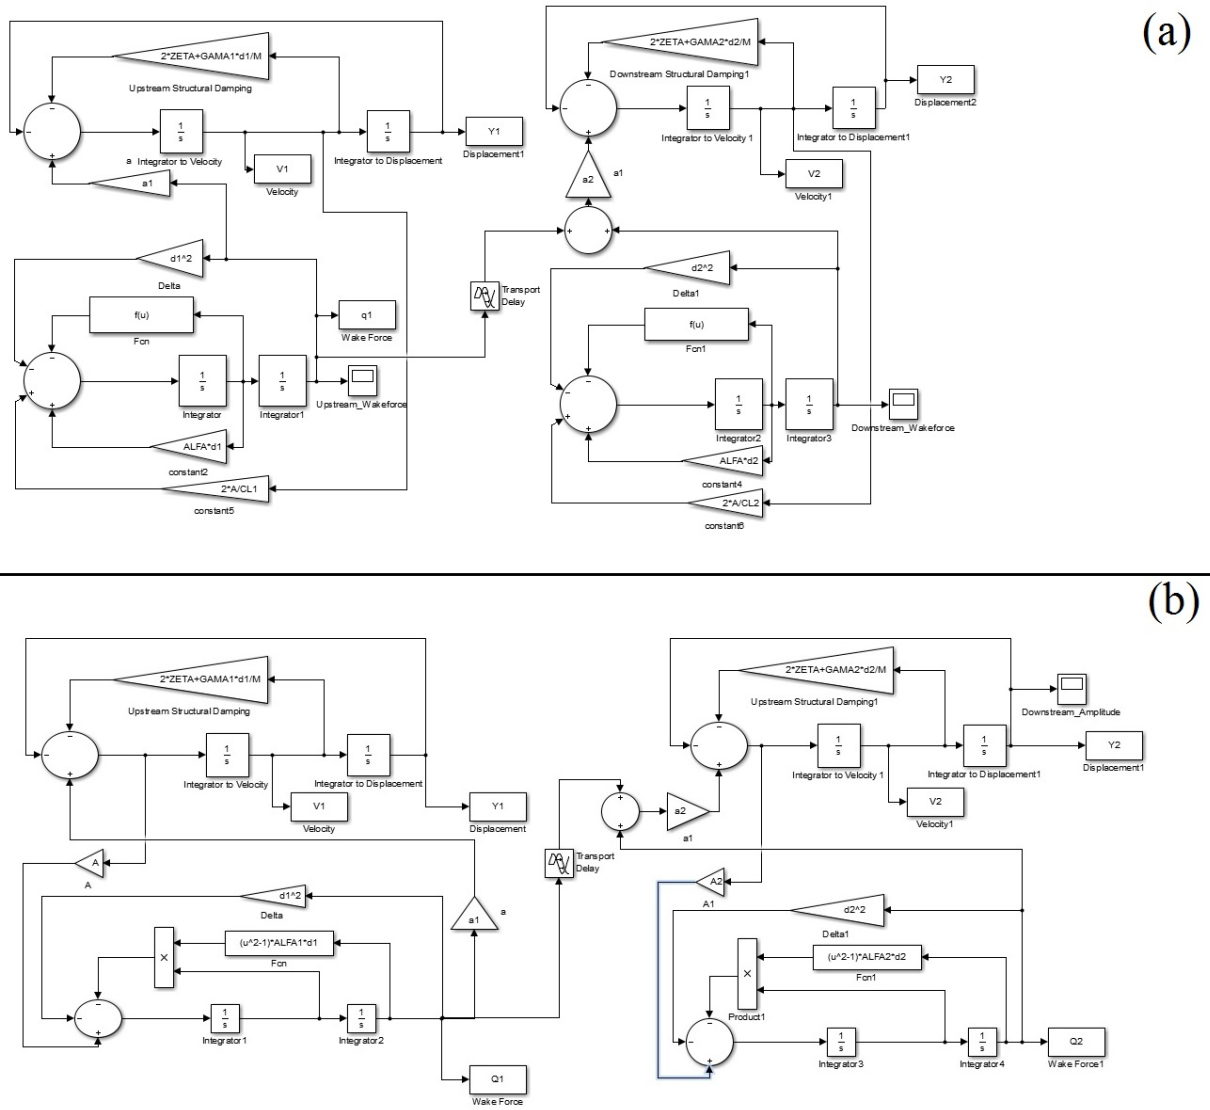 (a)
2*ZETA+GAMA1*d1/M
Upstream Structural Damping
−
−
+
1
s
Integrator to Velocity
1
s
Integrator to Displacement
Y1
Displacement1
V1
Velocity
a
a1
d1^2
Delta
f(u)
Fcn
q1
Wake Force
−
−
+
+
1
s
Integrator
1
s
Integrator1
Upstream_Wakeforce
ALFA*d1
constant2
2*A/CL1
constant5
Transport
Delay
2*ZETA+GAMA2*d2/M
Downstream Structural Damping1
−
−
+
1
s
Integrator to Velocity 1
1
s
Integrator to Displacement1
Y2
Displacement2
V2
Velocity1
a2
a1
+
+
d2^2
Delta1
f(u)
Fcn1
−
−
+
+
1
s
Integrator2
1
s
Integrator3
Downstream_Wakeforce
ALFA*d2
constant4
2*A/CL2
constant6
(b)
2*ZETA+GAMA1*d1/M
Upstream Structural Damping
−
−
+
1
s
Integrator to Velocity
1
s
Integrator to Displacement
V1
Velocity
Y1
Displacement
A
A
d1^2
Delta
a1
a
(u^2-1)*ALFA1*d1
Fcn
×
−
−
+
1
s
Integrator1
1
s
Integrator2
Q1
Wake Force
Transport
Delay
2*ZETA+GAMA2*d2/M
Upstream Structural Damping1
Downstream_Amplitude
−
−
+
1
s
Integrator to Velocity 1
1
s
Integrator to Displacement1
Y2
Displacement1
V2
Velocity1
+
+
a2
a1
A2
A1
d2^2
Delta1
(u^2-1)*ALFA2*d2
Fcn1
×
Product1
−
−
+
1
s
Integrator3
1
s
Integrator4
Q2
Wake Force1